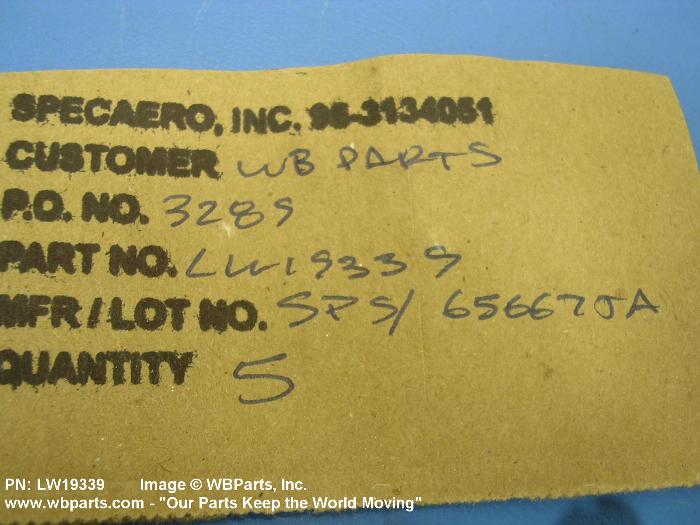 SPECAERO, INC. 95-3134051
CUSTOMER WB PARTS
P.O. NO. 3289
PART NO. LW19339
MFR / LOT NO. SPS/ 656670JA
QUANTITY 5
PN: LW19339 Image © WBParts, Inc.
www.wbparts.com - "Our Parts Keep the World Moving"